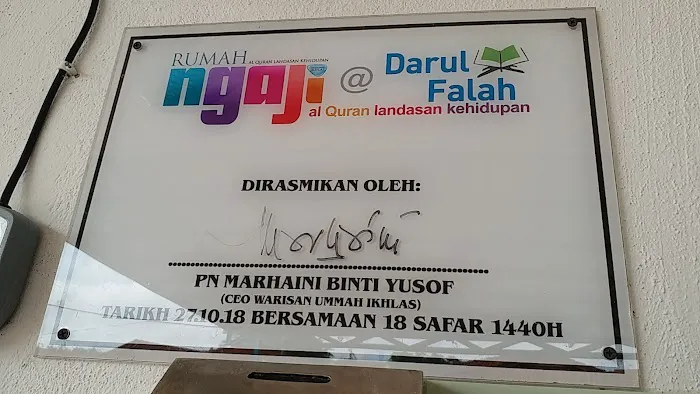 RUMAH
AL QURAN LANDASAN KEHIDUPAN
ngaji @ Darul Falah
al Quran landasan kehidupan
DIRASMIKAN OLEH:
PN MARHAINI BINTI YUSOF
(CEO WARISAN UMMAH IKHLAS)
TARIKH 27.10.18 BERSAMAAN 18 SAFAR 1440H